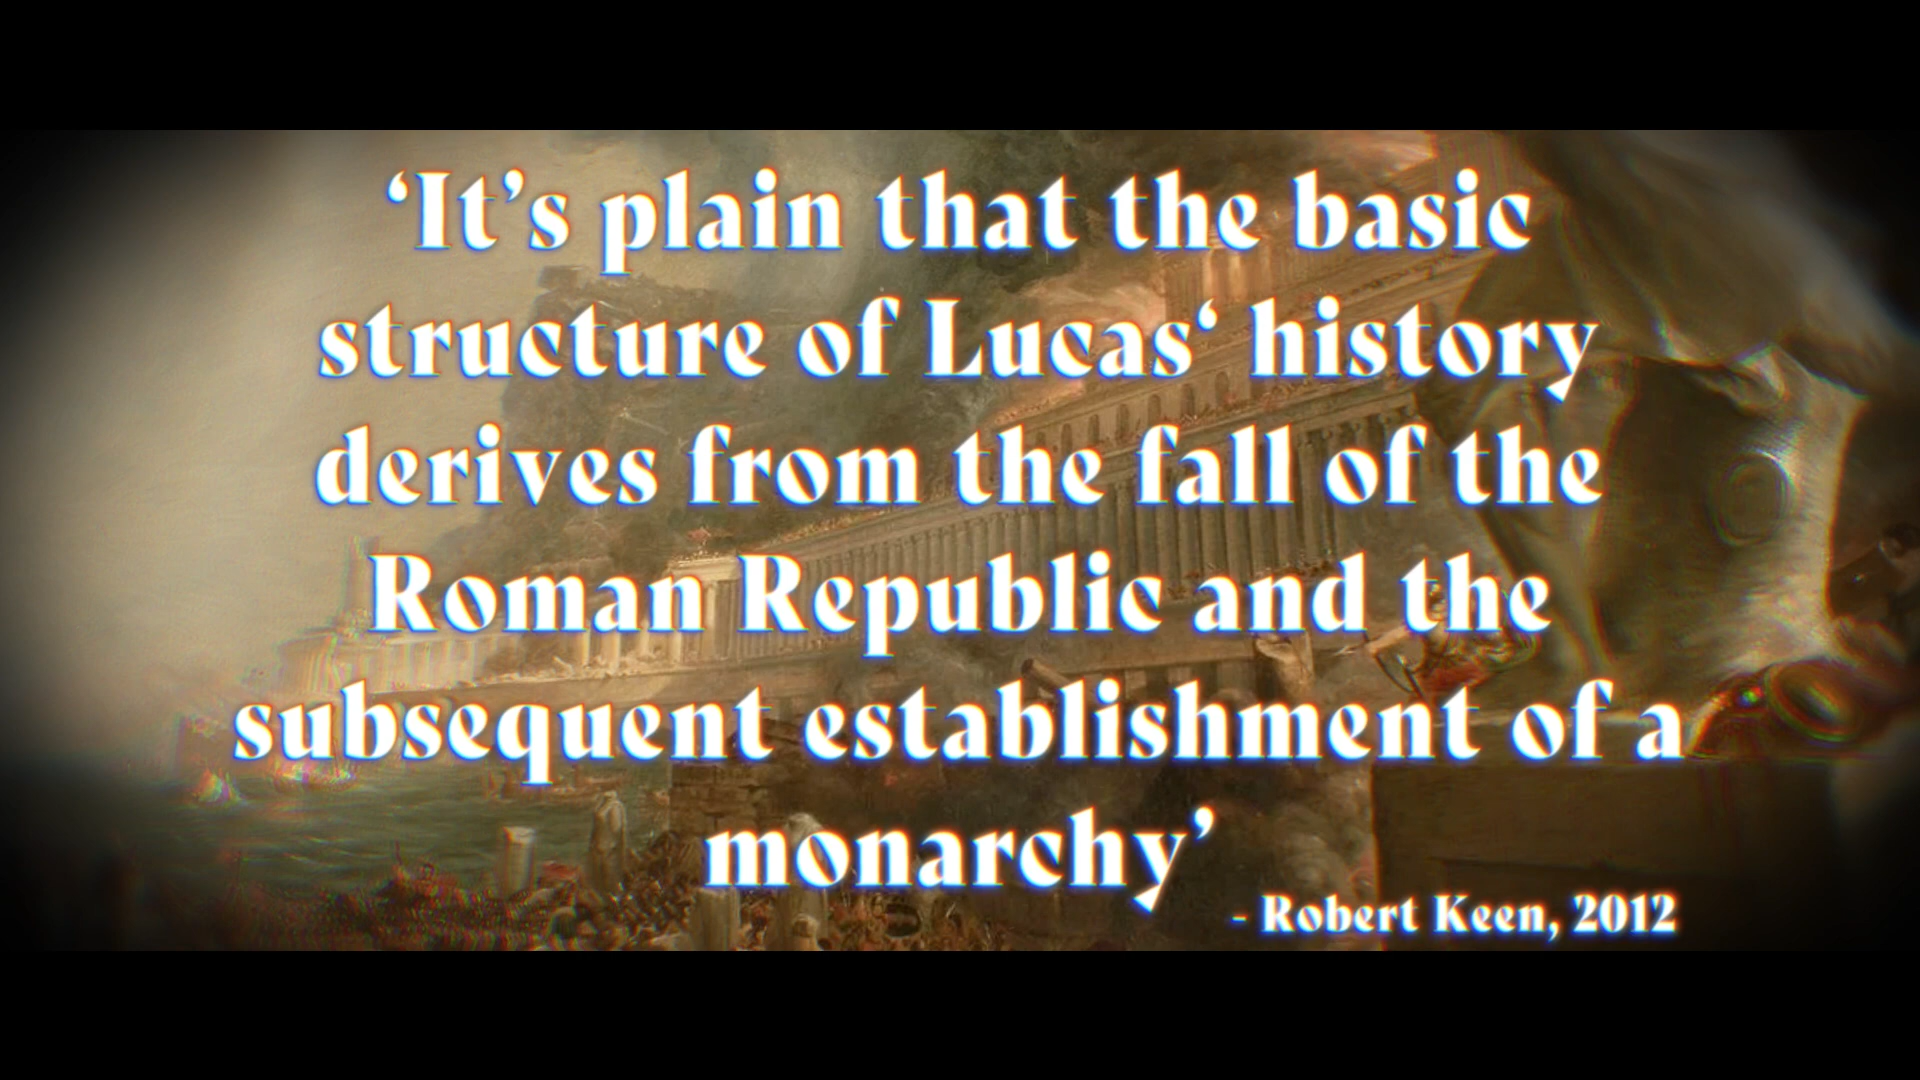 ‘It’s plain that the basic
structure of Lucas‘ history
derives from the fall of the
Roman Republic and the
subsequent establishment of a
monarchy’
- Robert Keen, 2012